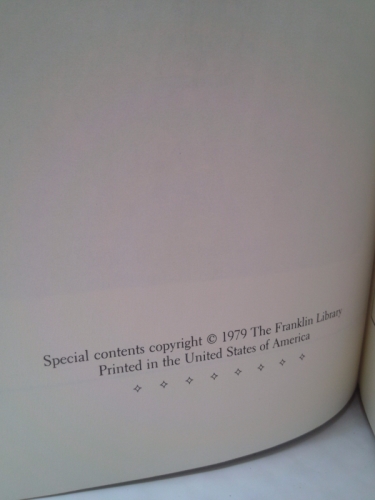 Special contents copyright © 1979 The Franklin Library
Printed in the United States of America